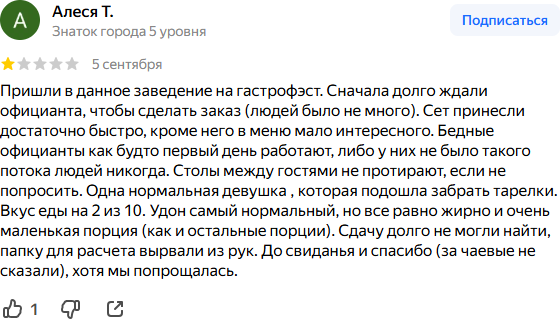 А
Алеся Т.
Знаток города 5 уровня
Подписаться
5 сентября
Пришли в данное заведение на гастрофэст. Сначала долго ждали
официанта, чтобы сделать заказ (людей было не много). Сет принесли
достаточно быстро, кроме него в меню мало интересного. Бедные
официанты как будто первый день работают, либо у них не было такого
потока людей никогда. Столы между гостями не протирают, если не
попросить. Одна нормальная девушка , которая подошла забрать тарелки.
Вкус еды на 2 из 10. Удон самый нормальный, но все равно жирно и очень
маленькая порция (как и остальные порции). Сдачу долго не могли найти,
папку для расчета вырвали из рук. До свиданья и спасибо (за чаевые не
сказали), хотя мы попрощалась.
1